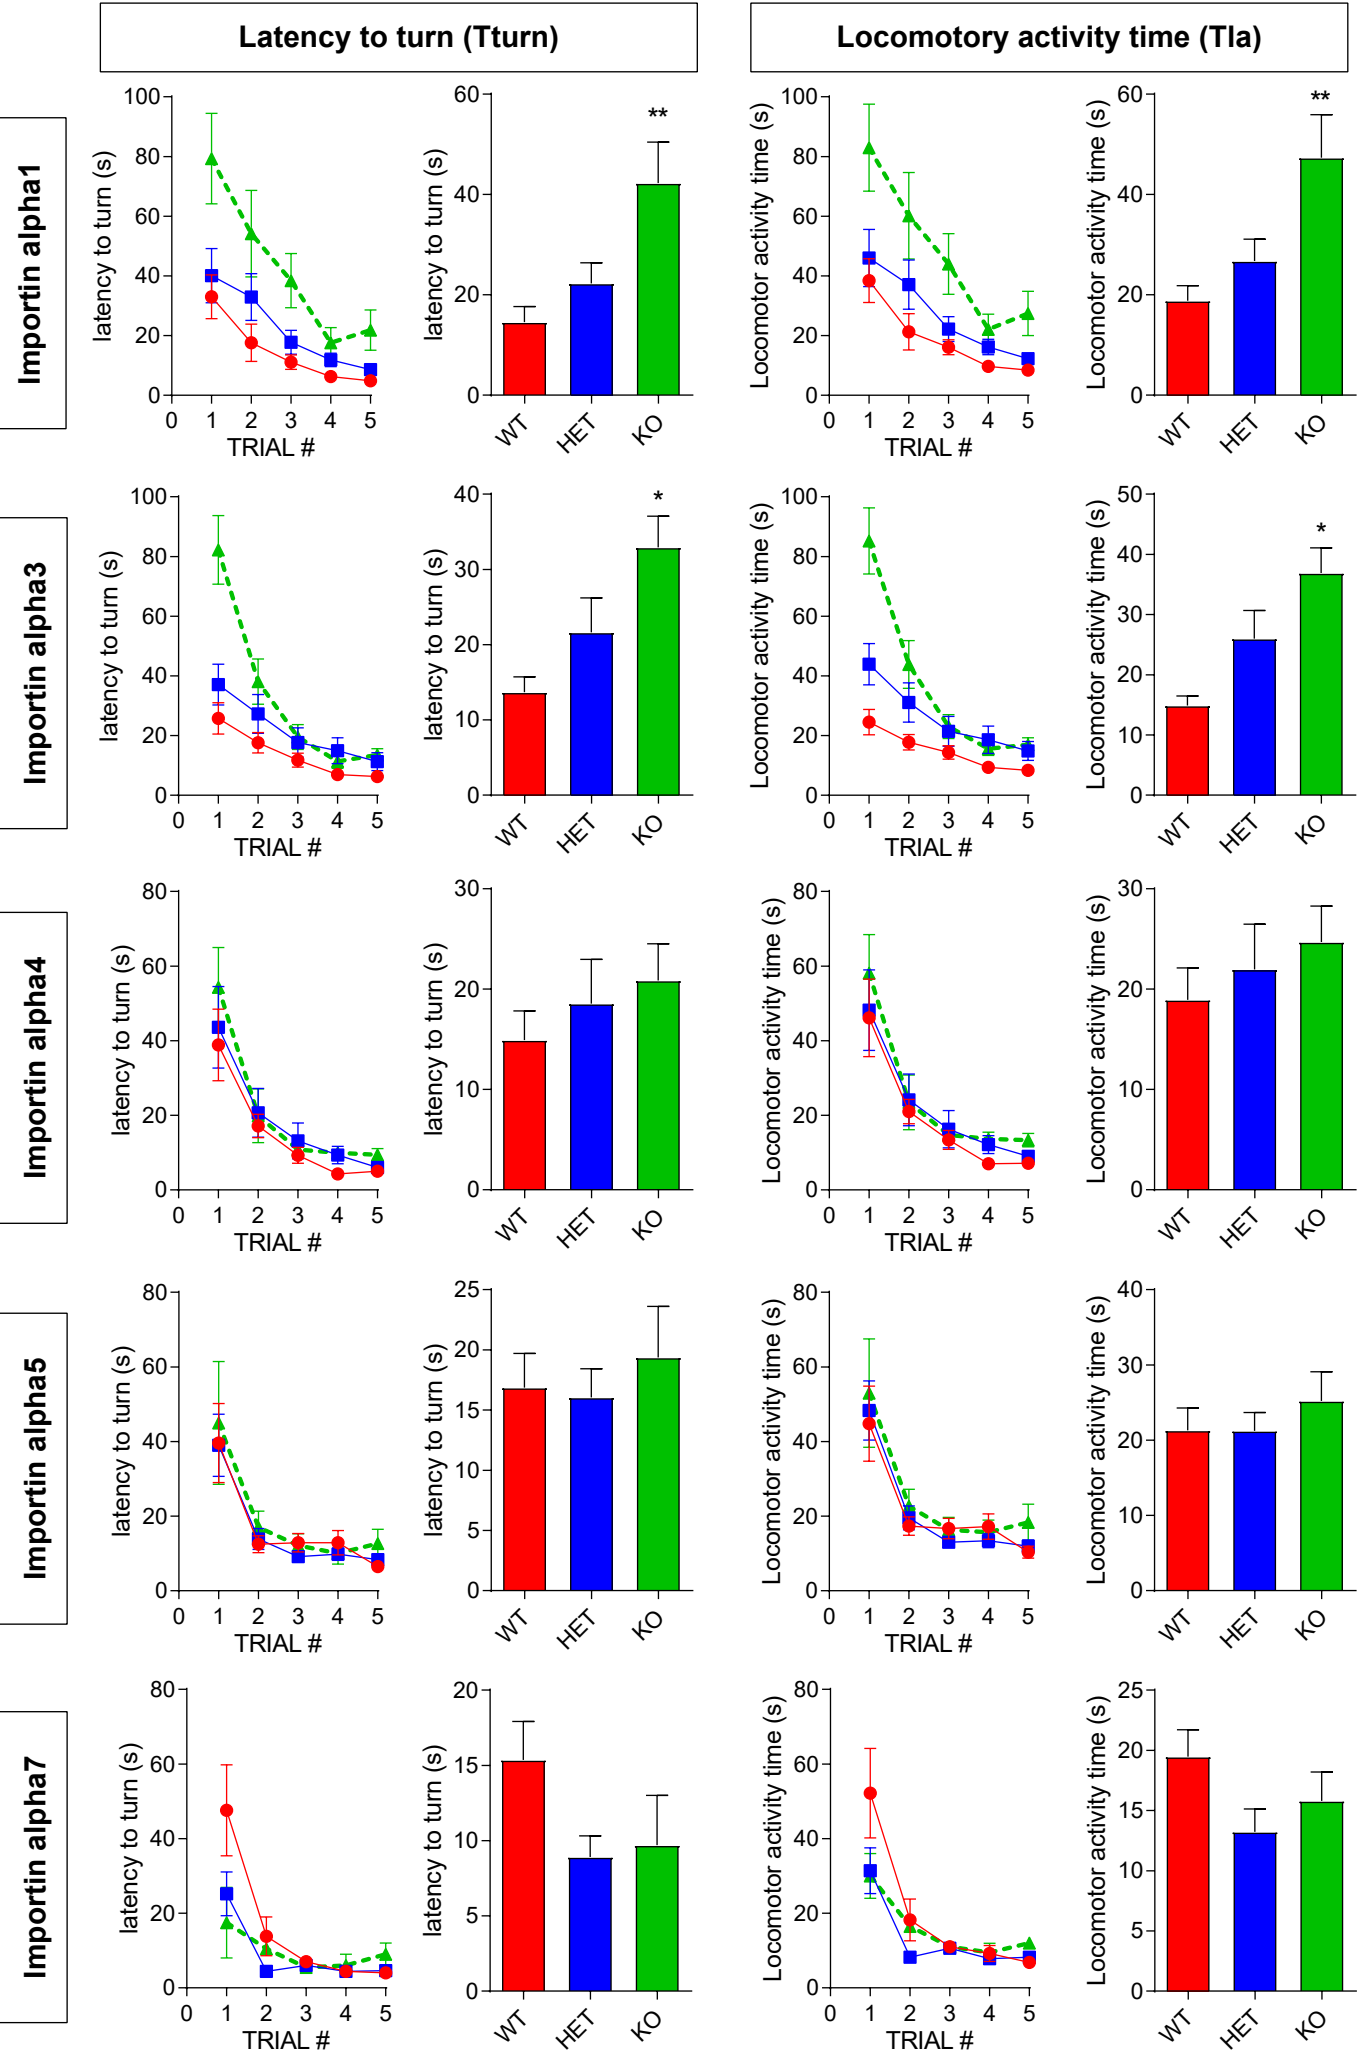 Latency to turn (Tturn)
Locomotory activity time (Tla)
Importin alpha1
latency to turn (s)
100
80
60
40
20
0
0 1 2 3 4 5
TRIAL #
latency to turn (s)
60
40
20
0
**
WT HET KO
Locomotor activity time (s)
100
80
60
40
20
0
0 1 2 3 4 5
TRIAL #
Locomotor activity time (s)
60
40
20
0
**
WT HET KO
Importin alpha3
latency to turn (s)
100
80
60
40
20
0
0 1 2 3 4 5
TRIAL #
latency to turn (s)
40
30
20
10
0
*
WT HET KO
Locomotor activity time (s)
100
80
60
40
20
0
0 1 2 3 4 5
TRIAL #
Locomotor activity time (s)
50
40
30
20
10
0
*
WT HET KO
Importin alpha4
latency to turn (s)
80
60
40
20
0
0 1 2 3 4 5
TRIAL #
latency to turn (s)
30
20
10
0
WT HET KO
Locomotor activity time (s)
80
60
40
20
0
0 1 2 3 4 5
TRIAL #
Locomotor activity time (s)
30
20
10
0
WT HET KO
Importin alpha5
latency to turn (s)
80
60
40
20
0
0 1 2 3 4 5
TRIAL #
latency to turn (s)
25
20
15
10
5
0
WT HET KO
Locomotor activity time (s)
80
60
40
20
0
0 1 2 3 4 5
TRIAL #
Locomotor activity time (s)
40
30
20
10
0
WT HET KO
Importin alpha7
latency to turn (s)
80
60
40
20
0
0 1 2 3 4 5
TRIAL #
latency to turn (s)
20
15
10
5
0
WT HET KO
Locomotor activity time (s)
80
60
40
20
0
0 1 2 3 4 5
TRIAL #
Locomotor activity time (s)
25
20
15
10
5
0
WT HET KO